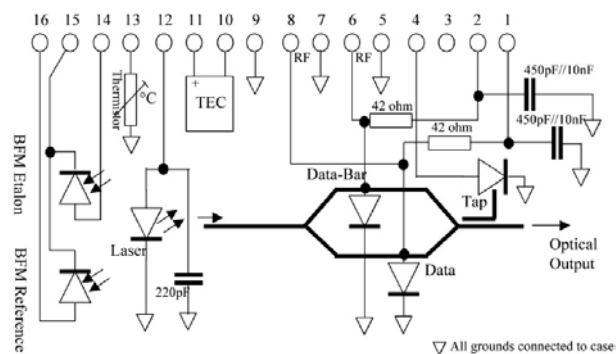 16 15 14 13 12 11 10 9 8 7 6 5 4 3 2 1
RF
RF
450pF//10nF
42 ohm
450pF//10nF
42 ohm
Thermistor
°C
+
TEC
BFM Etalon
Data-Bar
Tap
Laser
Optical
Output
Data
BFM Reference
220pF
All grounds connected to case